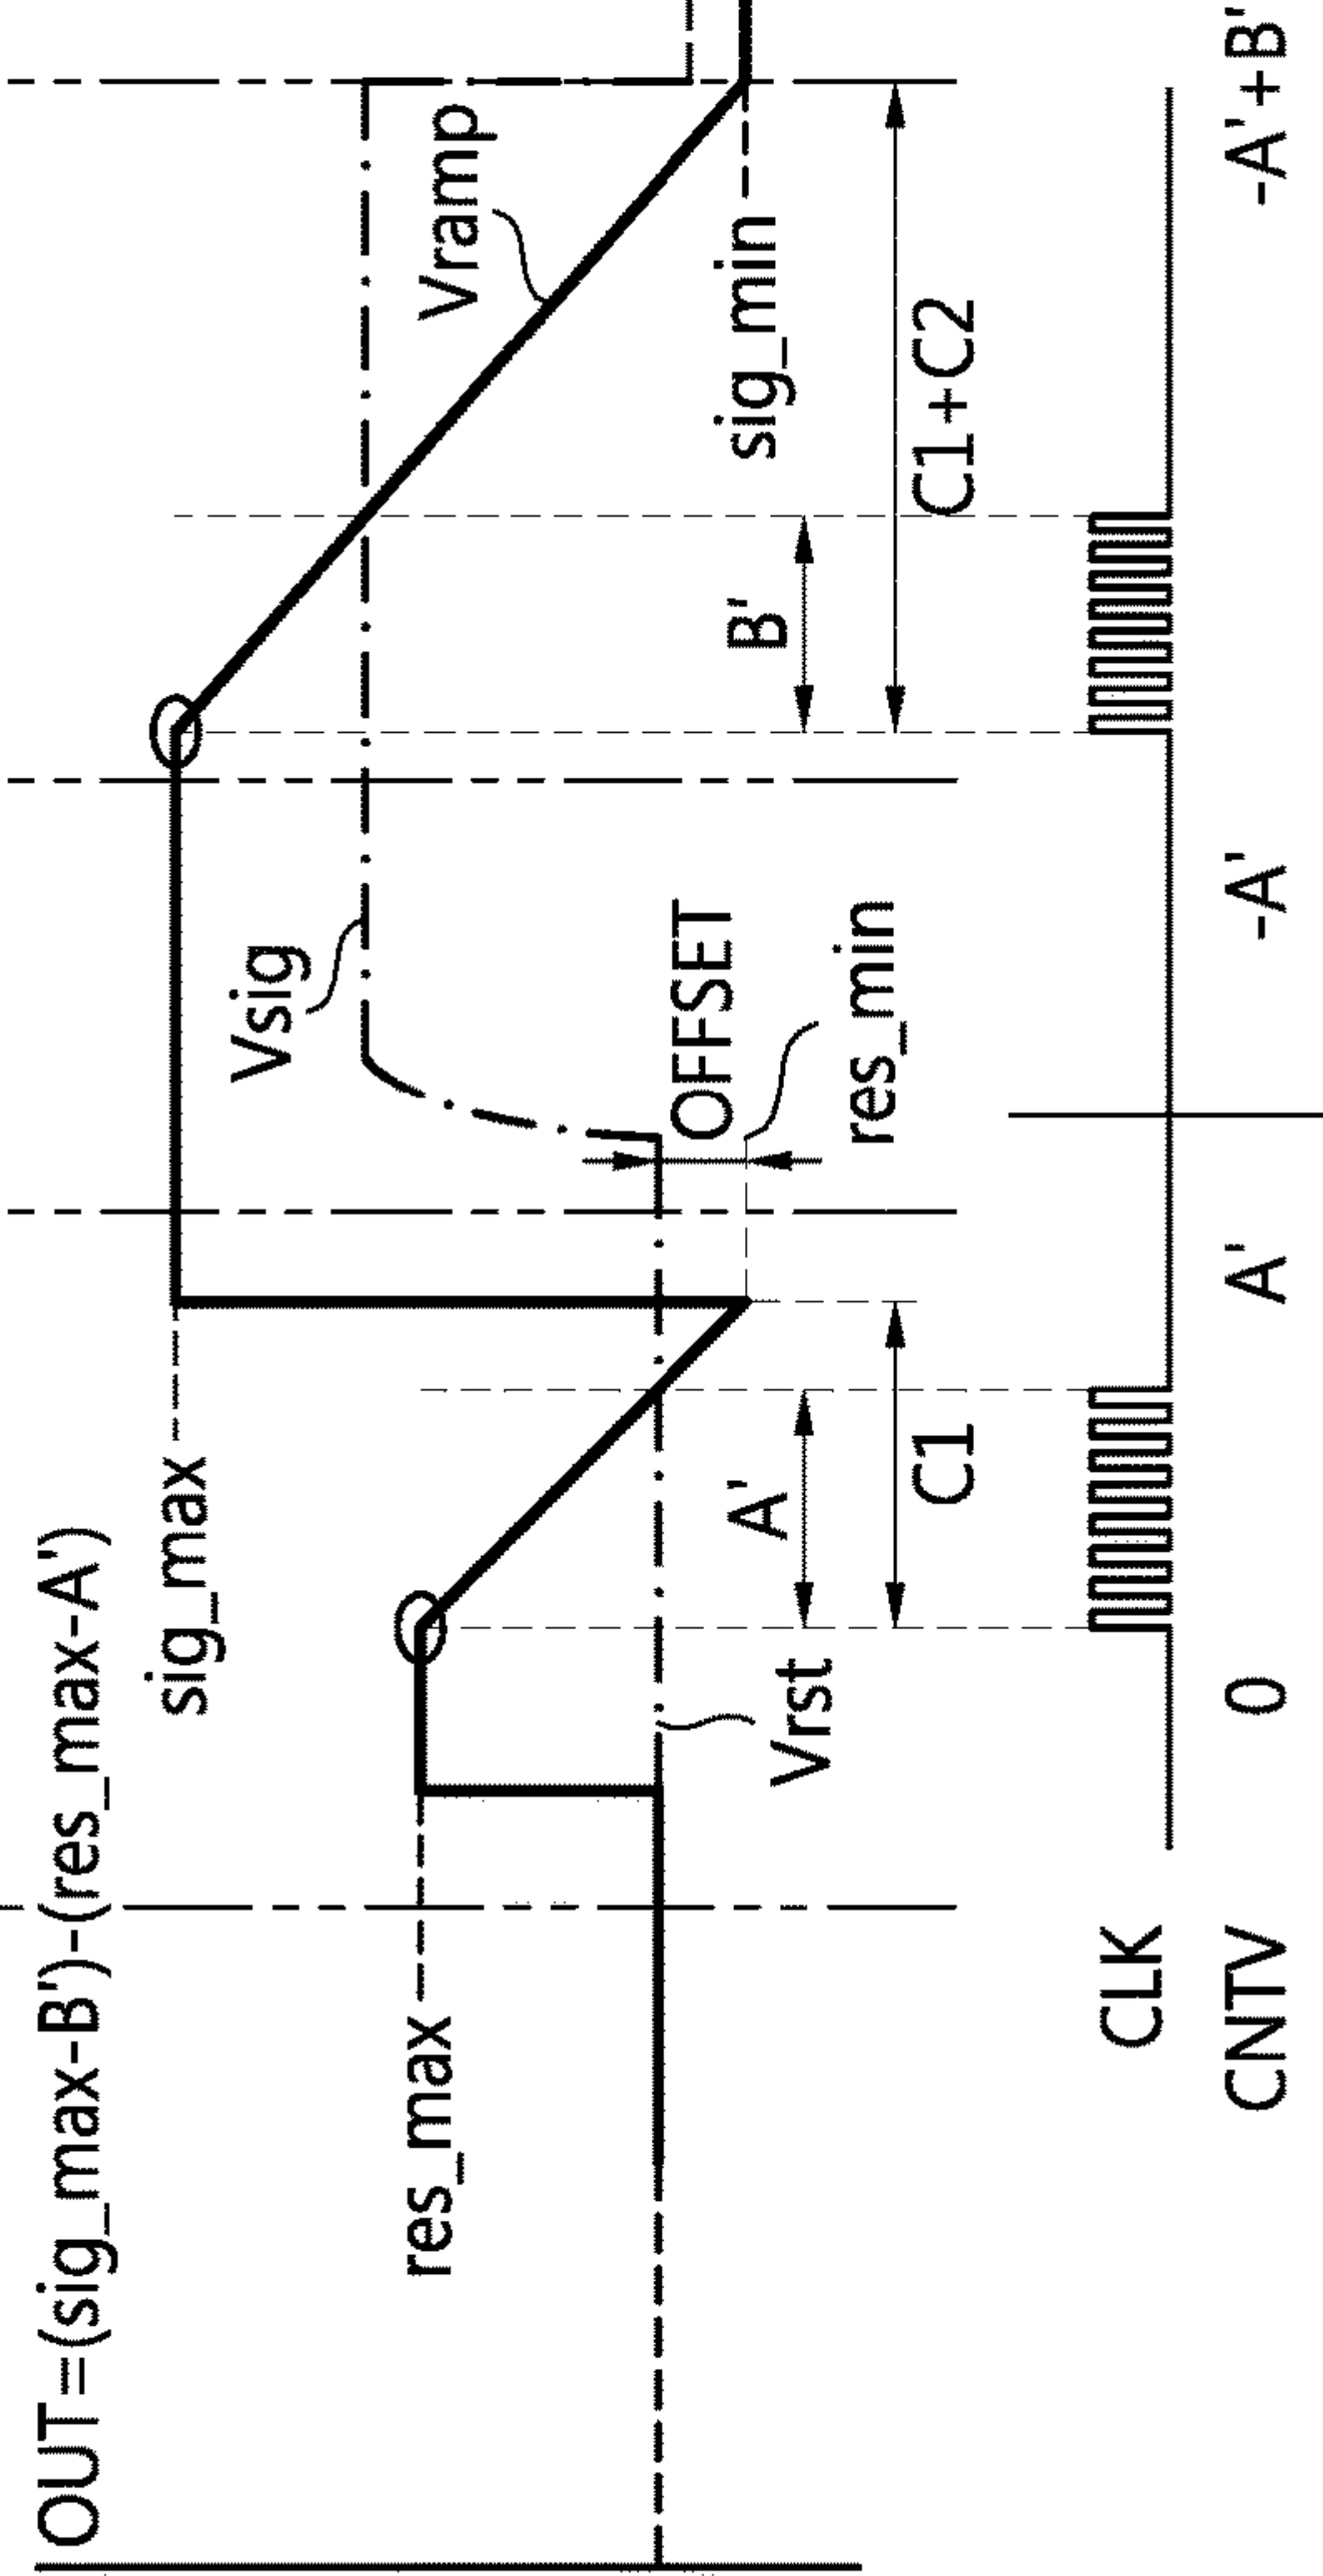 OUT=(sig_max-B')-(res_max-A')
sig_max
res_max
Vsig
Vramp
Vrst
OFFSET
res_min
sig_min
A'
B'
C1
C1+C2
CLK
CNTV 0 A' -A' -A'+B'